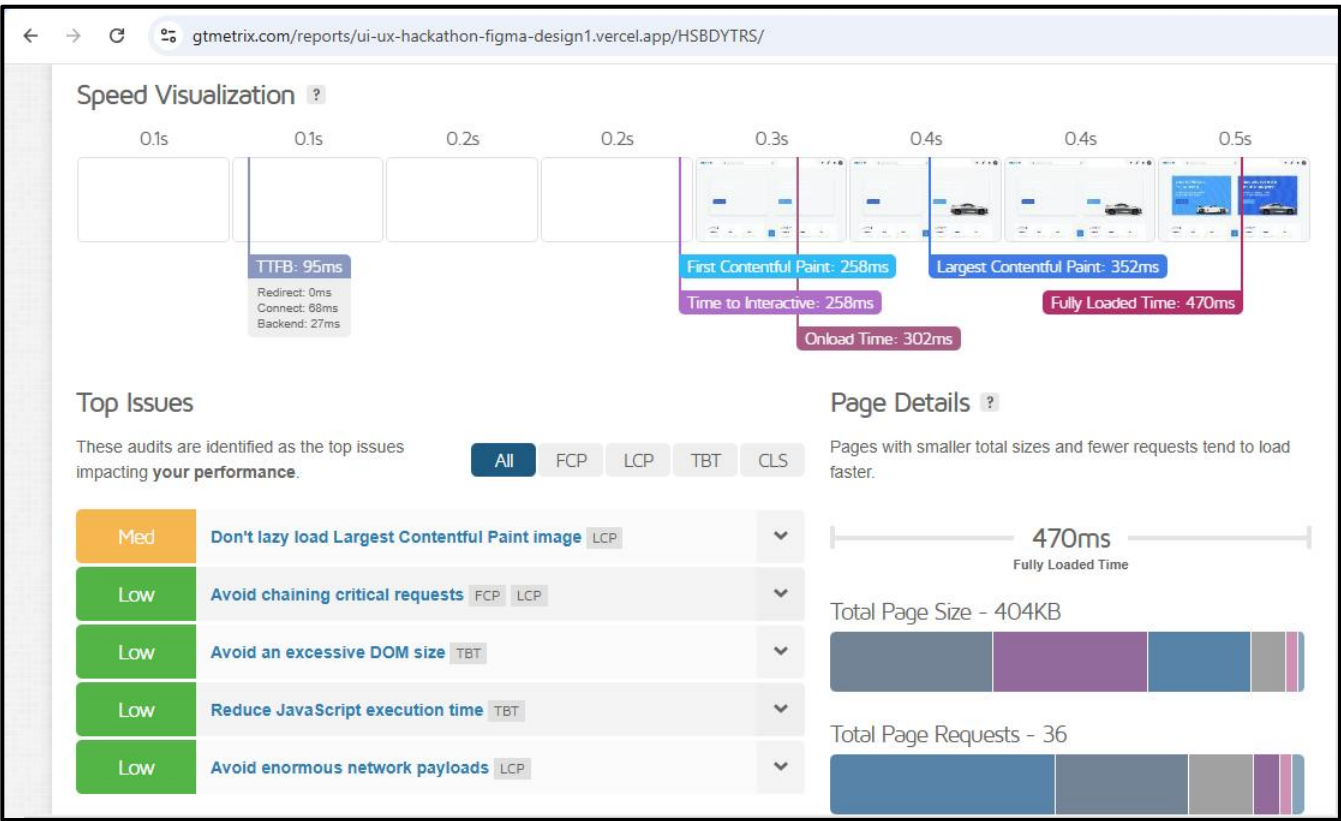 gtmetrix.com/reports/ui-ux-hackathon-figma-design1.vercel.app/HSBDYTRS/
Speed Visualization ?
0.1s 0.1s 0.2s 0.2s 0.3s 0.4s 0.4s 0.5s
TTFB: 95ms
Redirect: 0ms
Connect: 68ms
Backend: 27ms
First Contentful Paint: 258ms
Largest Contentful Paint: 352ms
Time to Interactive: 258ms
Fully Loaded Time: 470ms
Onload Time: 302ms
Top Issues
These audits are identified as the top issues
impacting your performance.
All FCP LCP TBT CLS
Med Don't lazy load Largest Contentful Paint image LCP
Low Avoid chaining critical requests FCP LCP
Low Avoid an excessive DOM size TBT
Low Reduce JavaScript execution time TBT
Low Avoid enormous network payloads LCP
Page Details ?
Pages with smaller total sizes and fewer requests tend to load
faster.
470ms
Fully Loaded Time
Total Page Size - 404KB
Total Page Requests - 36